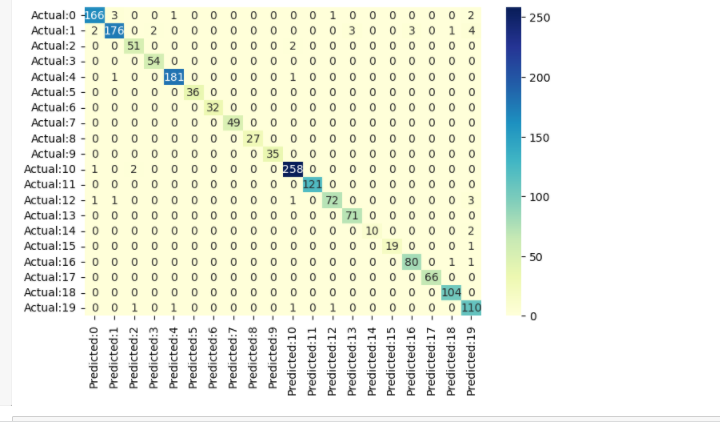 Actual:0 166 3 0 0 1 0 0 0 0 0 0 0 1 0 0 0 0 0 0 2
Actual:1 2 176 0 2 0 0 0 0 0 0 0 0 0 3 0 0 3 0 1 4
Actual:2 0 0 51 0 0 0 0 0 0 0 2 0 0 0 0 0 0 0 0 0
Actual:3 0 0 0 54 0 0 0 0 0 0 0 0 0 0 0 0 0 0 0 0
Actual:4 0 1 0 0 181 0 0 0 0 0 1 0 0 0 0 0 0 0 0 0
Actual:5 0 0 0 0 0 36 0 0 0 0 0 0 0 0 0 0 0 0 0 0
Actual:6 0 0 0 0 0 0 32 0 0 0 0 0 0 0 0 0 0 0 0 0
Actual:7 0 0 0 0 0 0 0 49 0 0 0 0 0 0 0 0 0 0 0 0
Actual:8 0 0 0 0 0 0 0 0 27 0 0 0 0 0 0 0 0 0 0 0
Actual:9 0 0 0 0 0 0 0 0 0 35 0 0 0 0 0 0 0 0 0 0
Actual:10 1 0 2 0 0 0 0 0 0 0 258 0 0 0 0 0 0 0 0 0
Actual:11 0 0 0 0 0 0 0 0 0 0 0 121 0 0 0 0 0 0 0 0
Actual:12 1 1 0 0 0 0 0 0 0 0 1 0 72 0 0 0 0 0 0 3
Actual:13 0 0 0 0 0 0 0 0 0 0 0 0 0 71 0 0 0 0 0 0
Actual:14 0 0 0 0 0 0 0 0 0 0 0 0 0 0 10 0 0 0 0 2
Actual:15 0 0 0 0 0 0 0 0 0 0 0 0 0 0 0 19 0 0 0 1
Actual:16 0 0 0 0 0 0 0 0 0 0 0 0 0 0 0 0 80 0 1 1
Actual:17 0 0 0 0 0 0 0 0 0 0 0 0 0 0 0 0 0 66 0 0
Actual:18 0 0 0 0 0 0 0 0 0 0 0 0 0 0 0 0 0 0 104 0
Actual:19 0 0 1 0 1 0 0 0 0 0 1 0 1 0 0 0 0 0 0 110
Predicted:0
Predicted:1
Predicted:2
Predicted:3
Predicted:4
Predicted:5
Predicted:6
Predicted:7
Predicted:8
Predicted:9
Predicted:10
Predicted:11
Predicted:12
Predicted:13
Predicted:14
Predicted:15
Predicted:16
Predicted:17
Predicted:18
Predicted:19
250
200
150
100
50
0